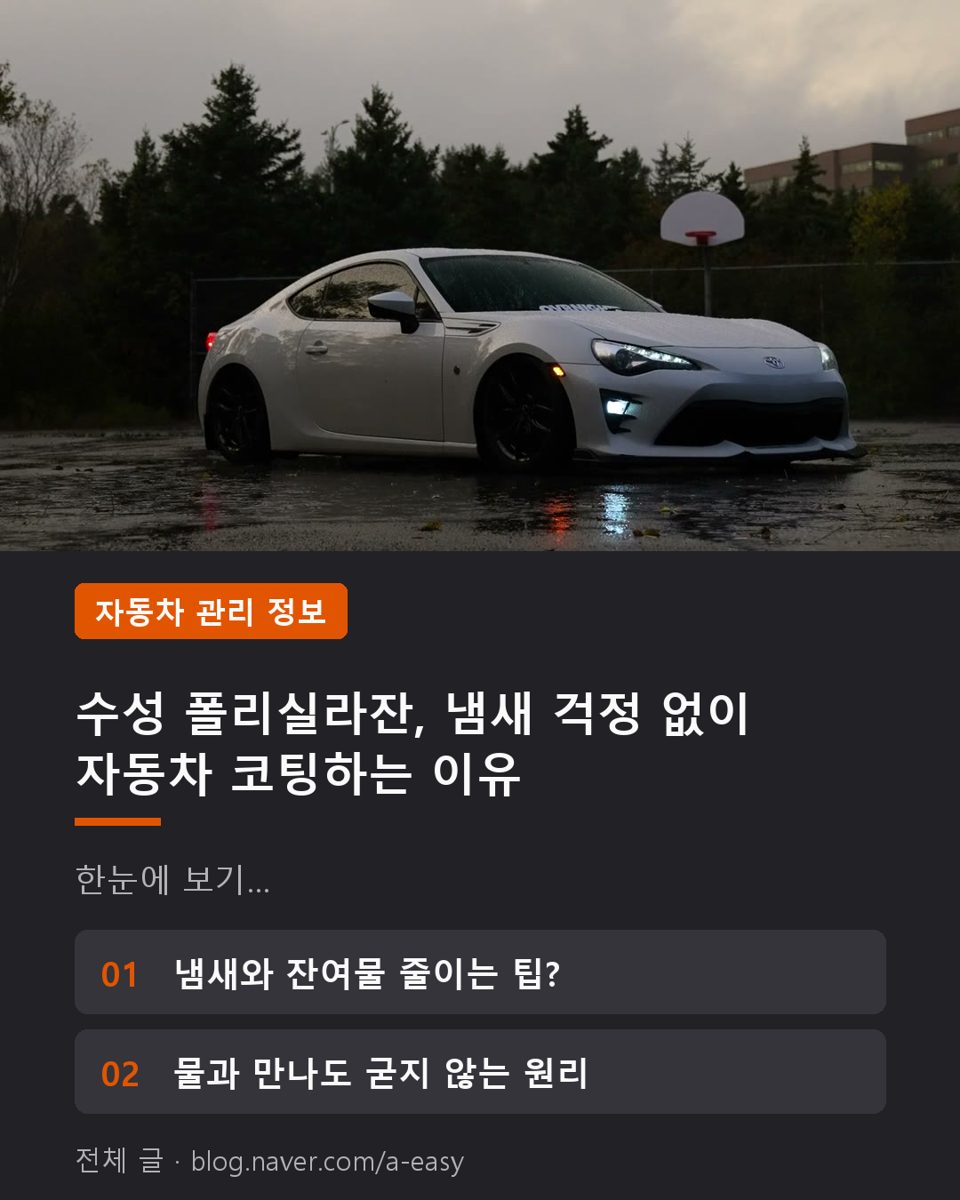 자동차 관리 정보
수성 폴리실라잔, 냄새 걱정 없이
자동차 코팅하는 이유
한눈에 보기...
01 냄새와 잔여물 줄이는 팁?
02 물과 만나도 굳지 않는 원리
전체 글 · blog.naver.com/a-easy